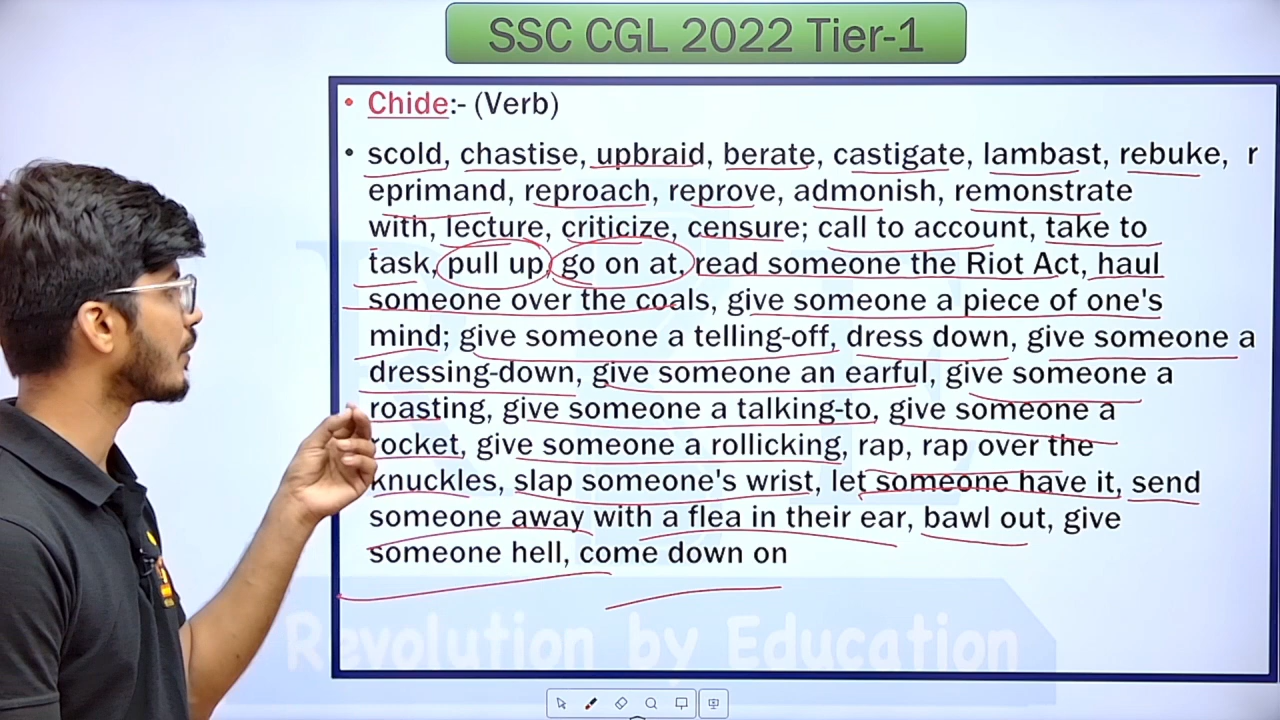 SSC CGL 2022 Tier-1
• Chide:- (Verb)
• scold, chastise, upbraid, berate, castigate, lambast, rebuke, r
eprimand, reproach, reprove, admonish, remonstrate
with, lecture, criticize, censure; call to account, take to
task, pull up, go on at, read someone the Riot Act, haul
someone over the coals, give someone a piece of one's
mind; give someone a telling-off, dress down, give someone a
dressing-down, give someone an earful, give someone a
roasting, give someone a talking-to, give someone a
rocket, give someone a rollicking, rap, rap over the
knuckles, slap someone's wrist, let someone have it, send
someone away with a flea in their ear, bawl out, give
someone hell, come down on
Revolution by Education